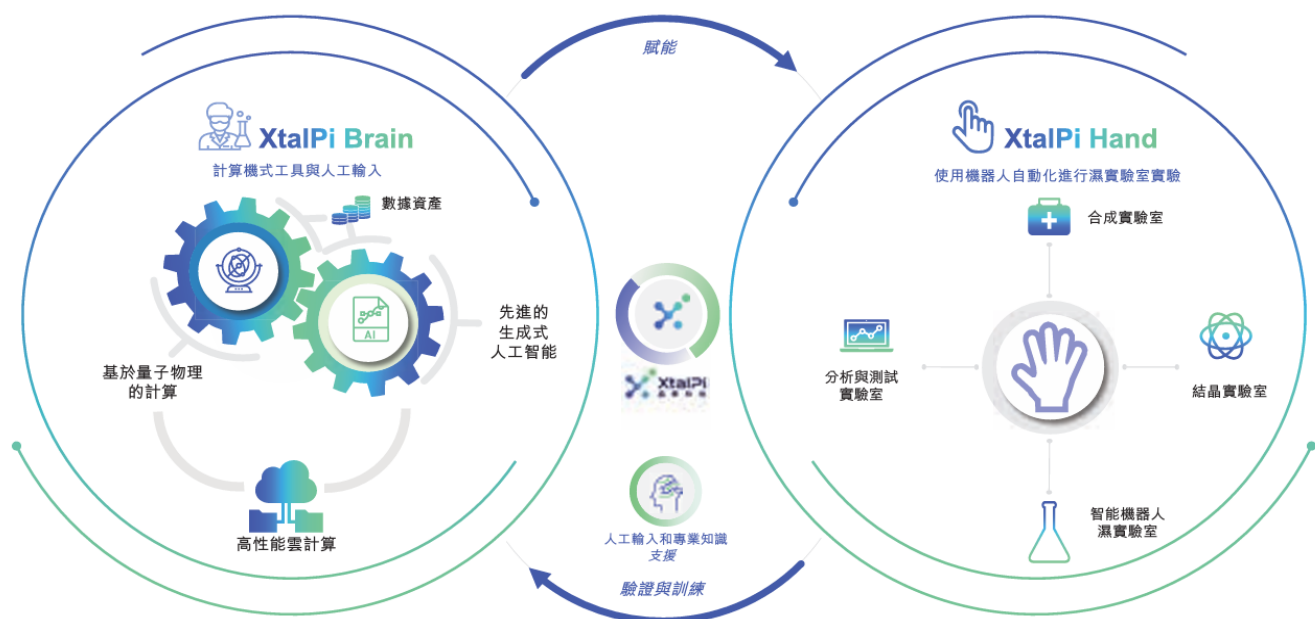 賦能
XtalPi Brain
計算機式工具與人工輸入
數據資產
AI
先進的
生成式
人工智能
基於量子物理
的計算
高性能雲計算
XtalPi
人工輸入和專業知識
支援
驗證與訓練
XtalPi Hand
使用機器人自動化進行濕實驗室實驗
合成實驗室
分析與測試
實驗室
結晶實驗室
智能機器人
濕實驗室